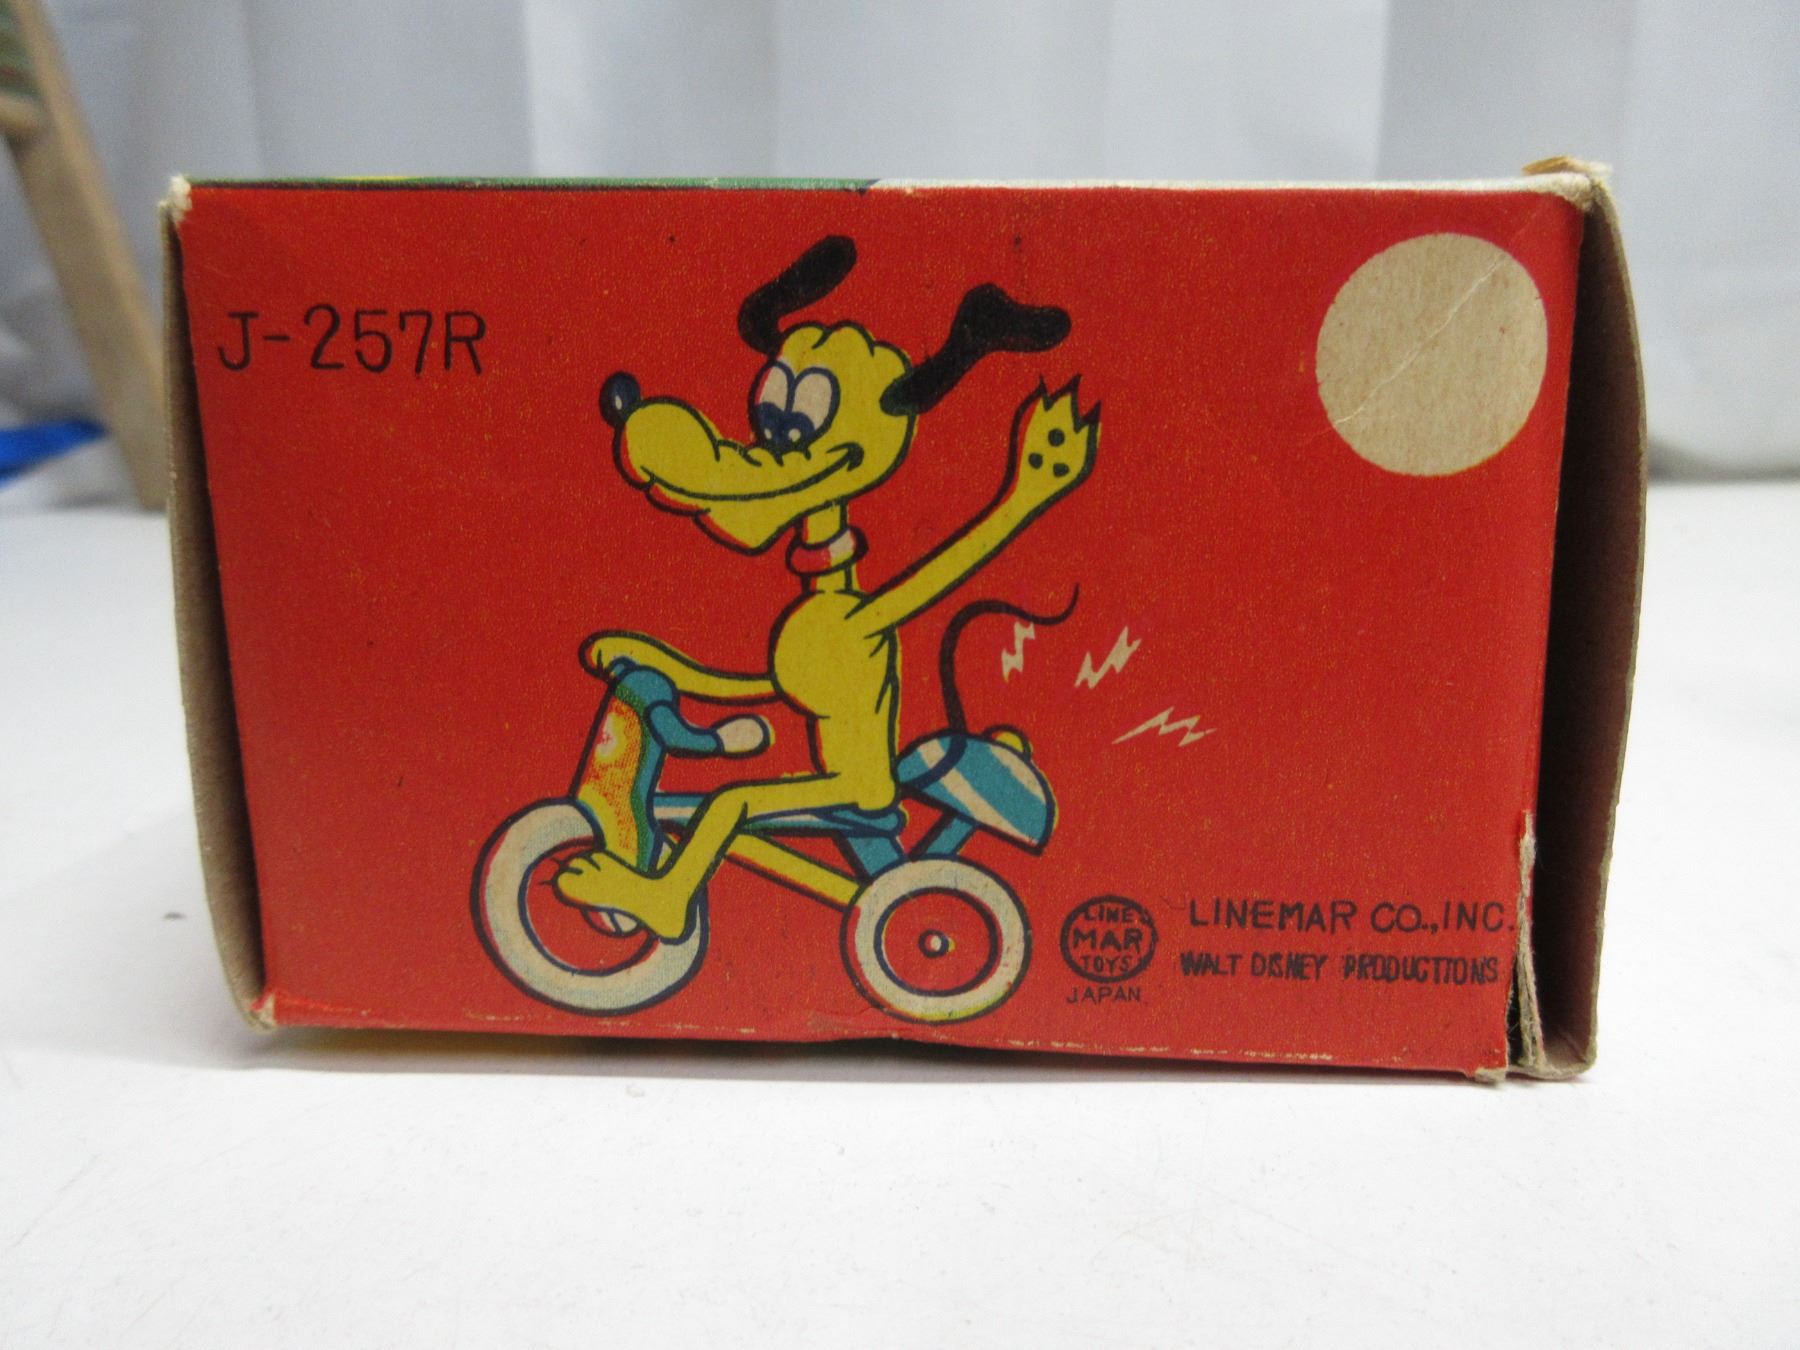 J-257R
LINE
MAR
TOYS
JAPAN
LINEMAR CO.,INC.
WALT DISNEY PRODUCTIONS